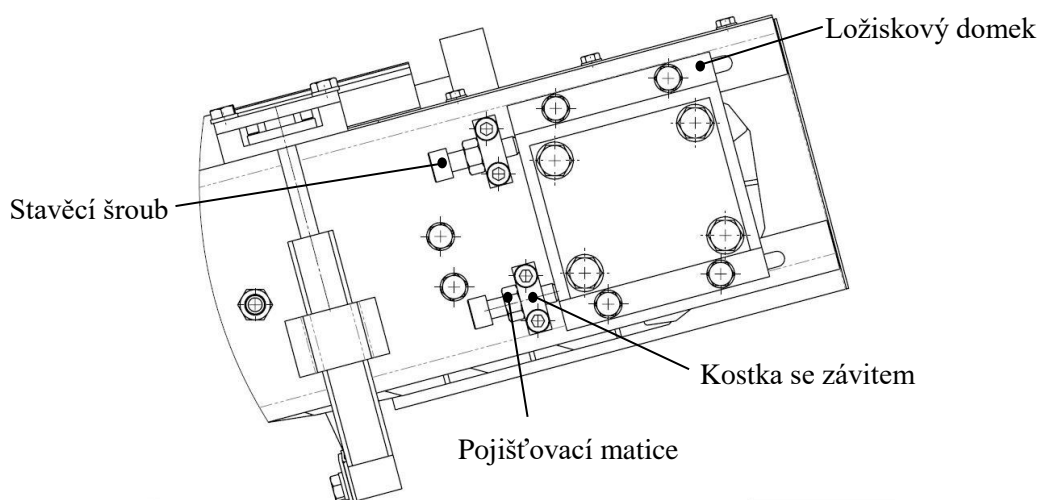 Ložiskový domek
Stavěcí šroub
Kostka se závitem
Pojišťovací matice